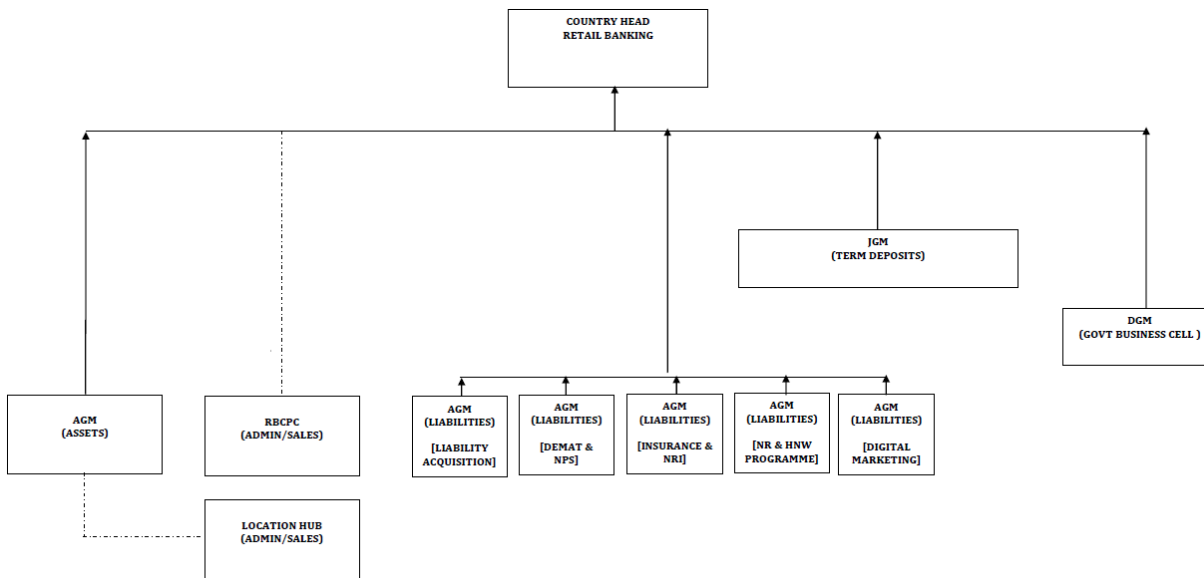 COUNTRY HEAD
RETAIL BANKING
JGM
(TERM DEPOSITS)
DGM
(GOVT BUSINESS CELL )
AGM
(ASSETS)
RBCPC
(ADMIN/SALES)
AGM
(LIABILITIES)
[LIABILITY
ACQUISITION]
AGM
(LIABILITIES)
[DEMAT &
NPS]
AGM
(LIABILITIES)
[INSURANCE &
NRI]
AGM
(LIABILITIES)
[NR & HNW
PROGRAMME]
AGM
(LIABILITIES)
[DIGITAL
MARKETING]
LOCATION HUB
(ADMIN/SALES)